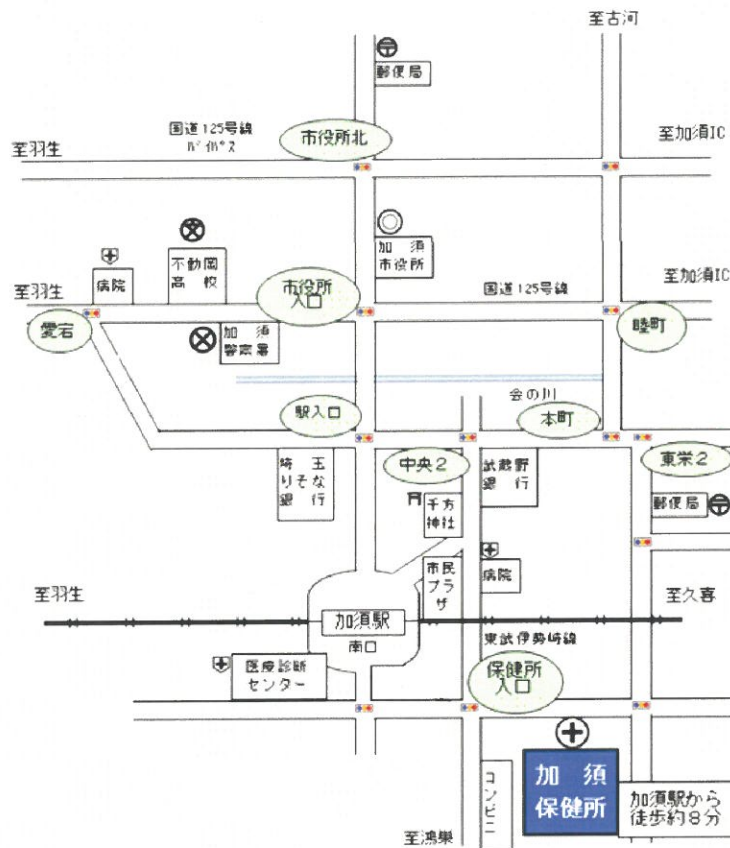 至古河
郵便局
国道125号線
ﾊﾞｲﾊﾟｽ
市役所北
至羽生
至加須IC
加須
市役所
不動岡
高校
病院
至羽生
市役所
入口
国道125号線
至加須IC
愛宕
加須
警察署
睦町
会の川
駅入口
本町
中央2
東栄2
埼玉
りそな
銀行
武蔵野
銀行
千方
神社
郵便局
市民
プラ
ザ
病院
至羽生
至久喜
加須駅
南口
東武伊勢崎線
医療診断
センター
保健所
入口
加須
保健所
コンビニ
加須駅から
徒歩約8分
至鴻巣